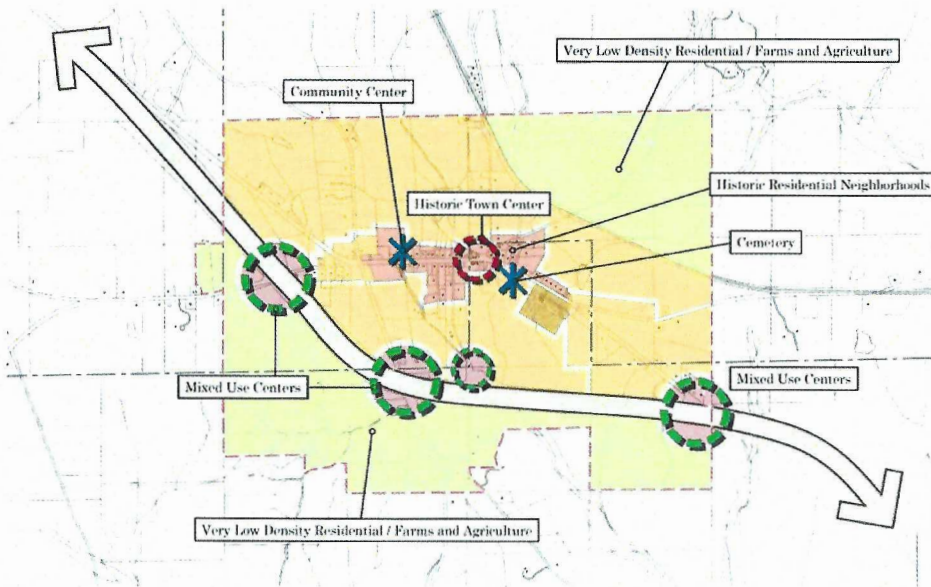 Very Low Density Residential / Farms and Agriculture
Community Center
Historic Residential Neighborhoods
Historic Town Center
Cemetery
Mixed Use Centers
Mixed Use Centers
Very Low Density Residential / Farms and Agriculture